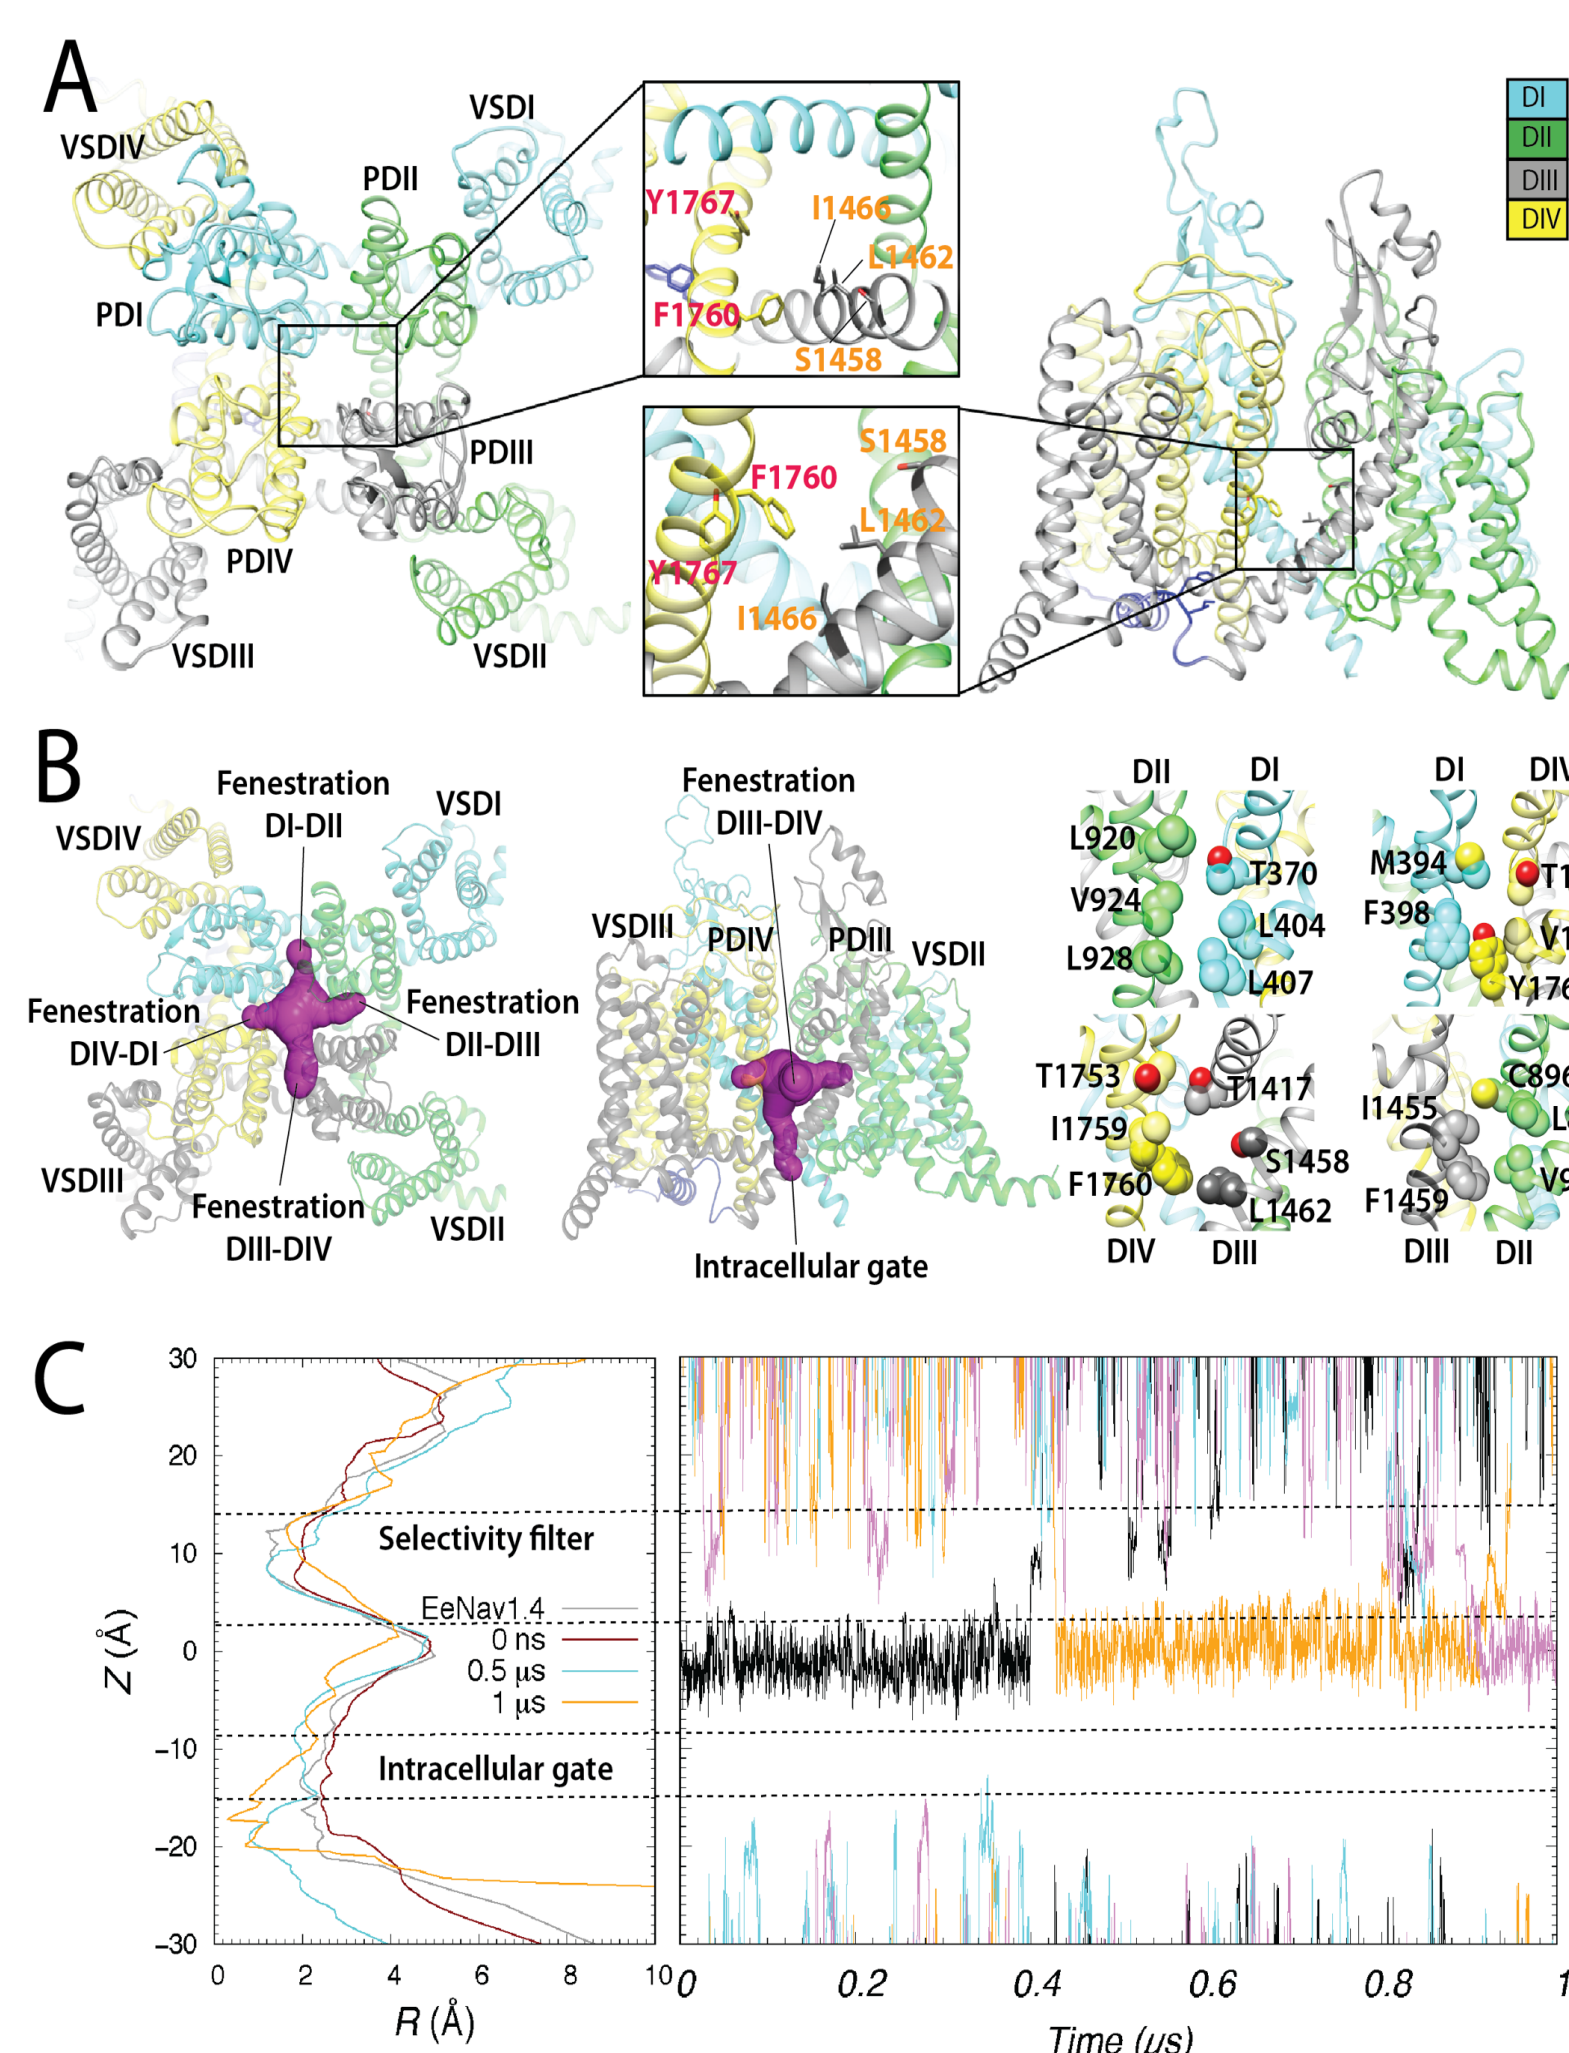 A
VSDIV
VSDI
PDII
PDI
PDIII
PDIV
VSDIII
VSDII
Y1767
I1466
L1462
F1760
S1458
S1458
F1760
L1462
Y1767
I1466
DI
DII
DIII
DIV
B
Fenestration
DI-DII
VSDIV
VSDI
Fenestration
DIV-DI
Fenestration
DII-DIII
VSDIII
Fenestration
DIII-DIV
VSDII
Fenestration
DIII-DIV
VSDIII
PDIV
PDIII
VSDII
Intracellular gate
DII
DI
L920
T370
V924
L404
L928
L407
DI
DIV
M394
F398
T1753
T1417
I1759
S1458
F1760
L1462
DIV
DIII
C896
I1455
F1459
DIII
DII
C
30
20
10
0
−10
−20
−30
Z (Å)
Selectivity filter
EeNav1.4
0 ns
0.5 μs
1 μs
Intracellular gate
0 2 4 6 8 10
R (Å)
0 0.2 0.4 0.6 0.8 1
Time (μs)